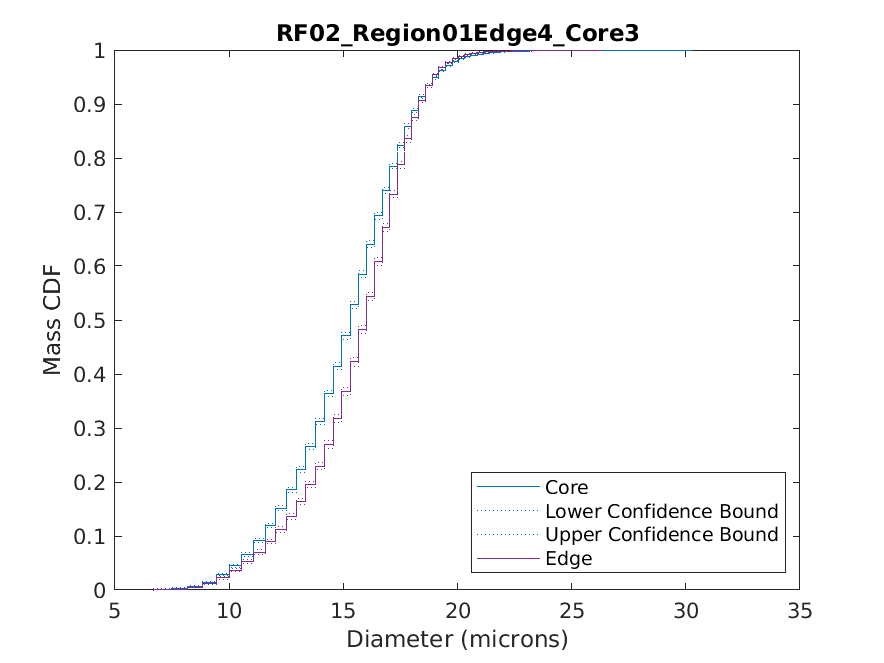 RF02_Region01Edge4_Core3
1
0.9
0.8
0.7
0.6
0.5
0.4
0.3
0.2
0.1
0
Mass CDF
Core
Lower Confidence Bound
Upper Confidence Bound
Edge
5 10 15 20 25 30 35
Diameter (microns)